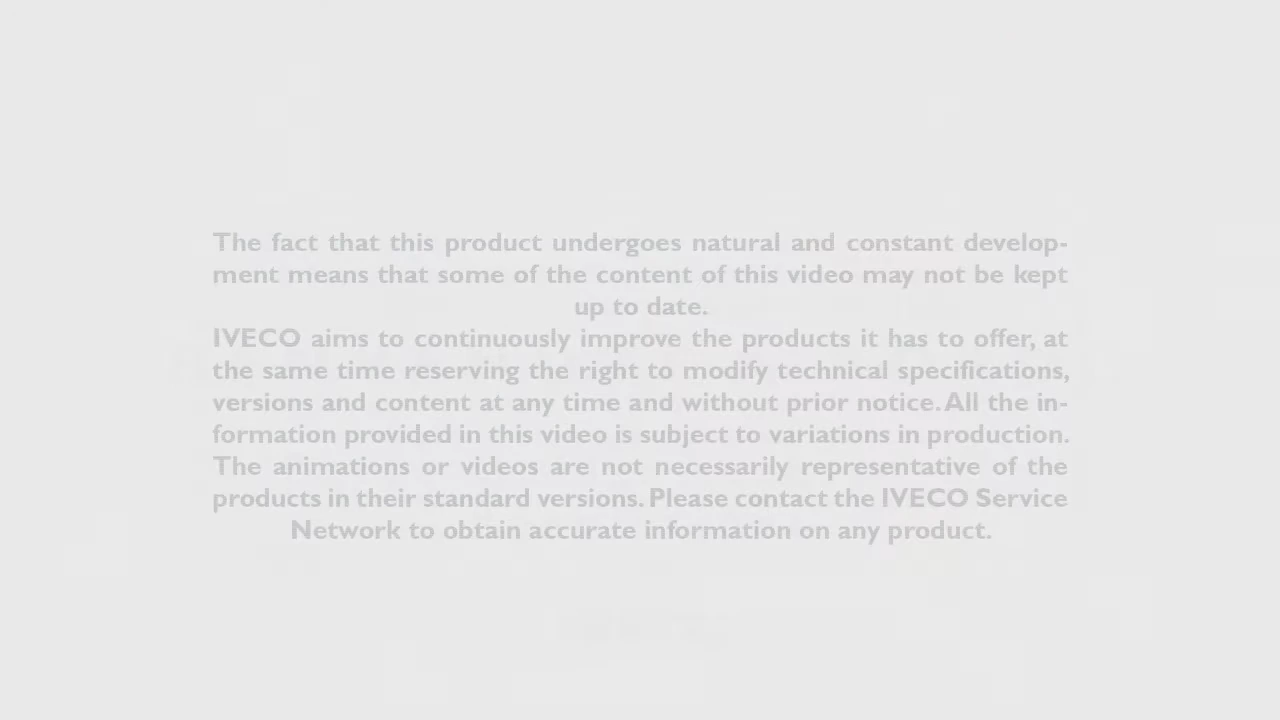 The fact that this product undergoes natural and constant develop-
ment means that some of the content of this video may not be kept
up to date.
IVECO aims to continuously improve the products it has to offer, at
the same time reserving the right to modify technical specifications,
versions and content at any time and without prior notice. All the in-
formation provided in this video is subject to variations in production.
The animations or videos are not necessarily representative of the
products in their standard versions. Please contact the IVECO Service
Network to obtain accurate information on any product.